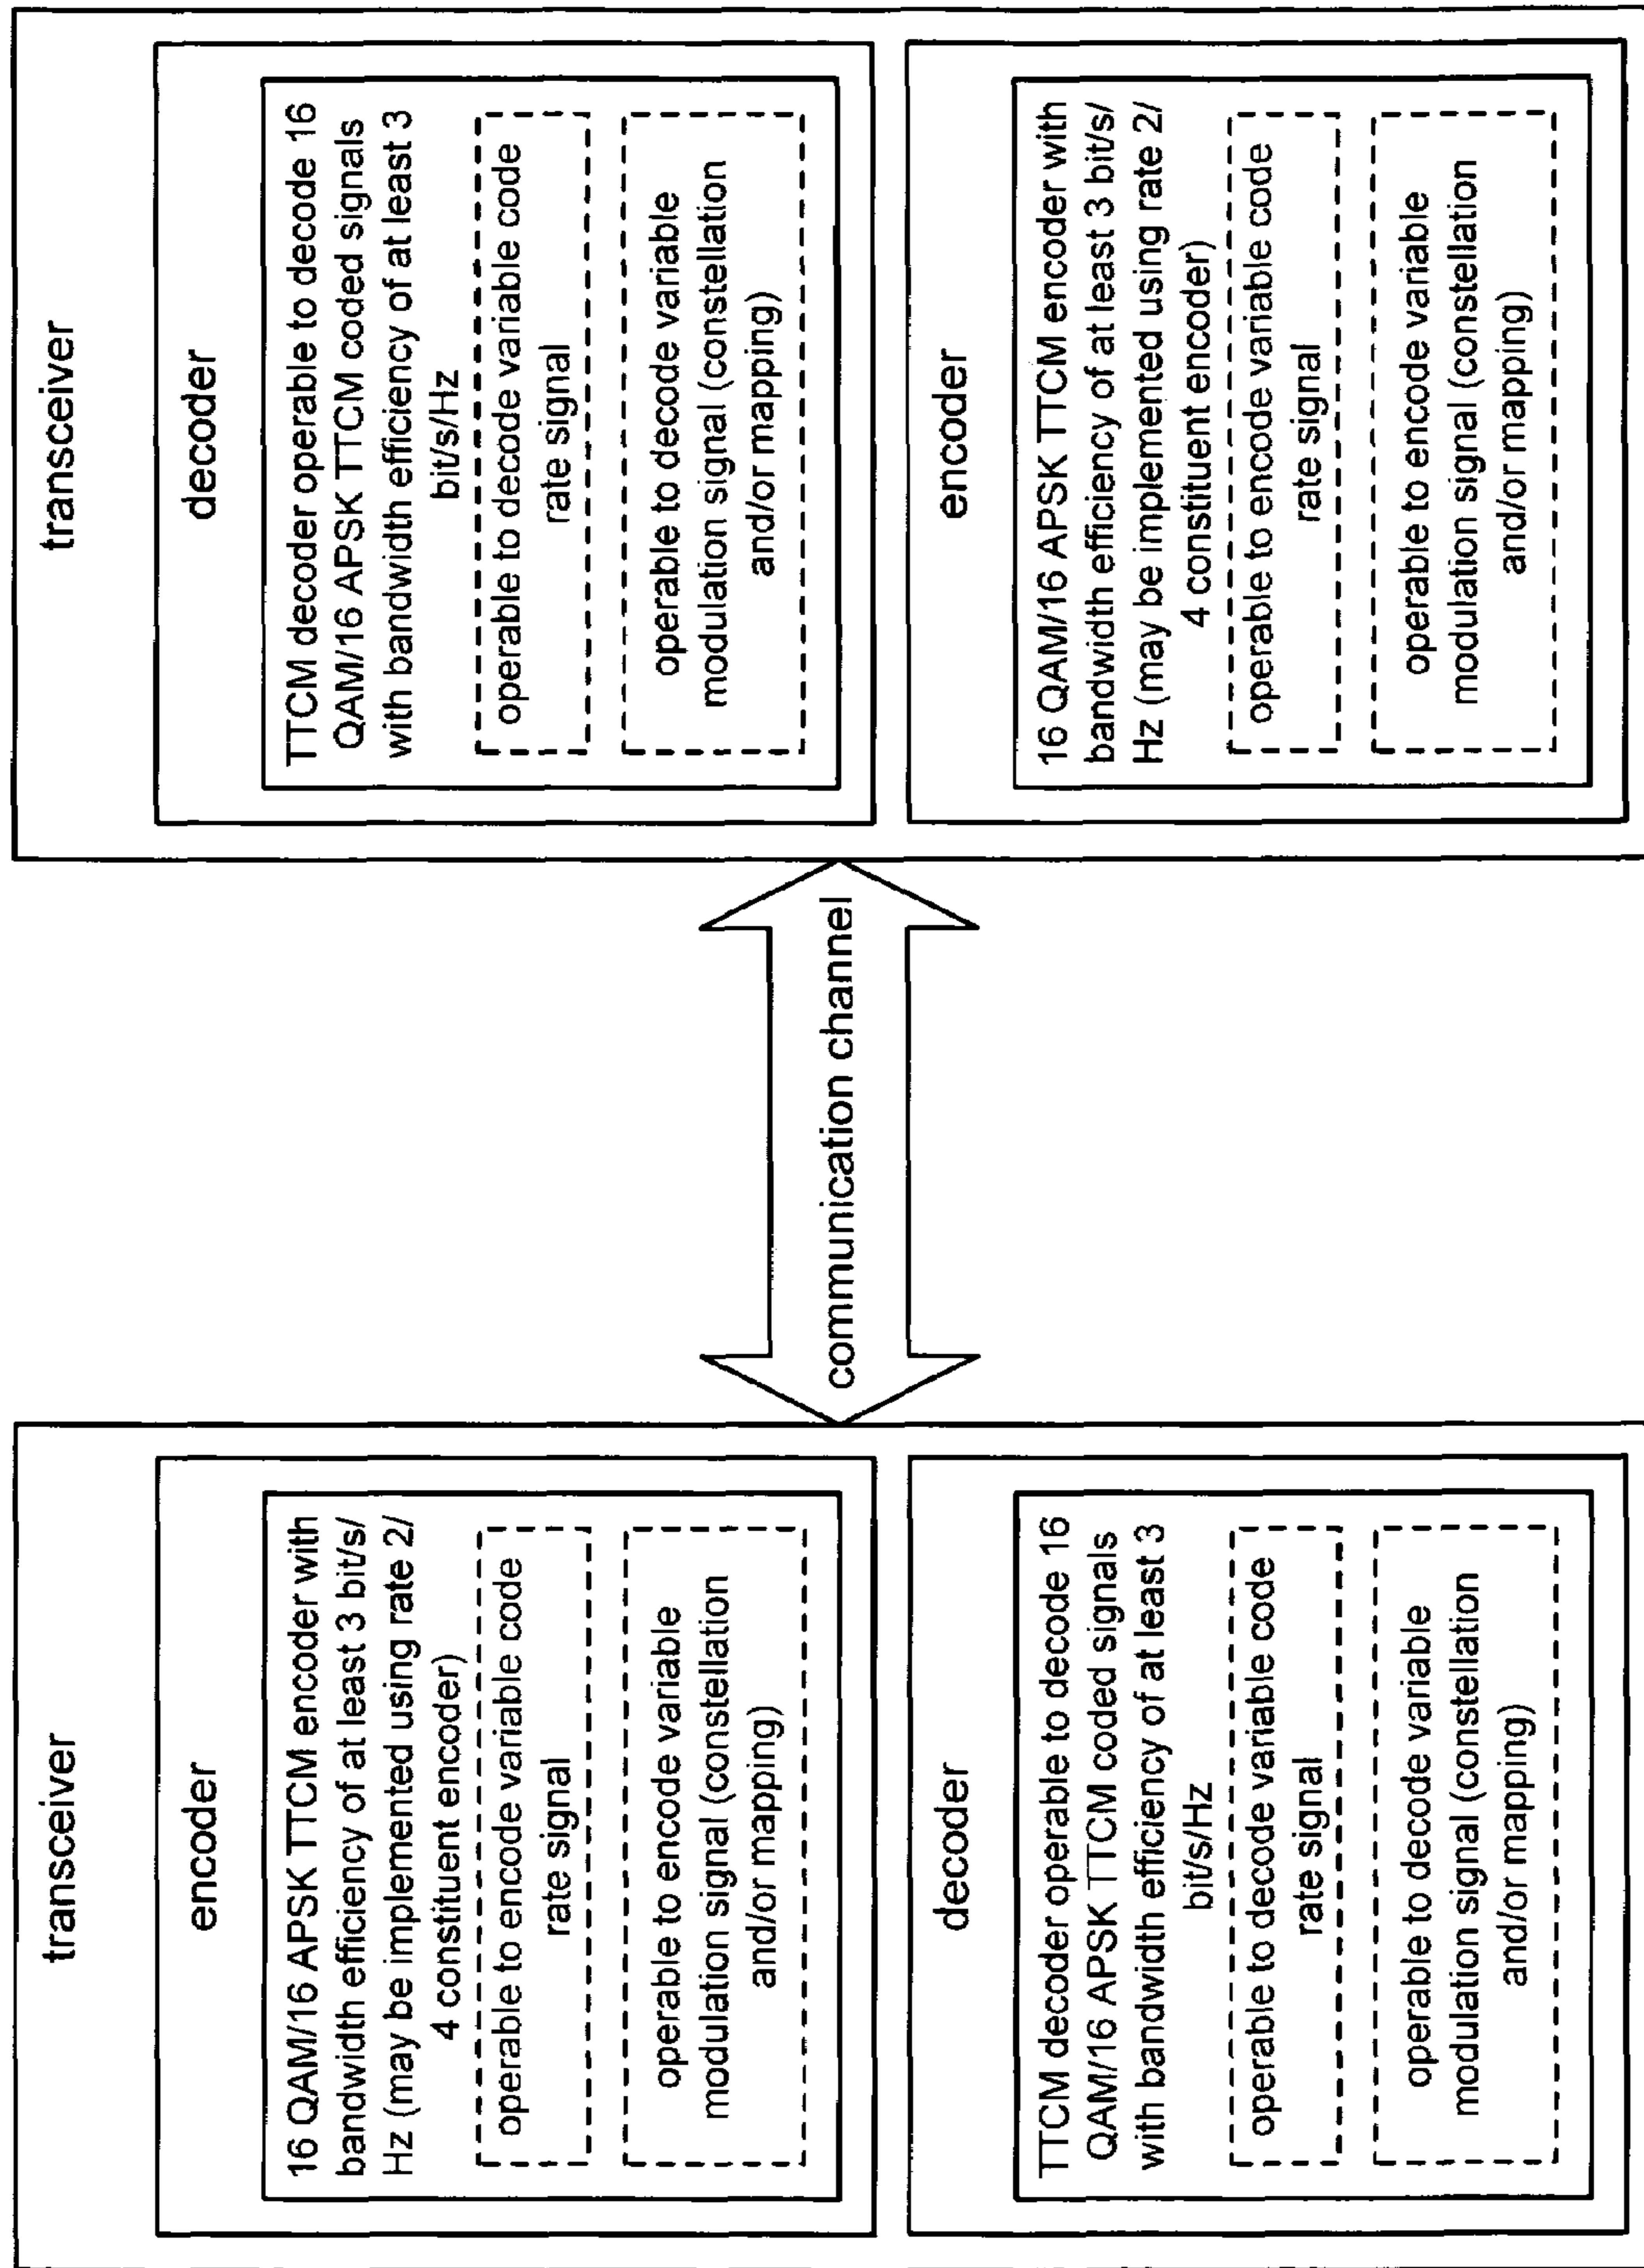 transceiver
encoder
16 QAM/16 APSK TTCM encoder with
bandwidth efficiency of at least 3 bit/s/
Hz (may be implemented using rate 2/
4 constituent encoder)
operable to encode variable code
rate signal
operable to encode variable
modulation signal (constellation
and/or mapping)
decoder
TTCM decoder operable to decode 16
QAM/16 APSK TTCM coded signals
with bandwidth efficiency of at least 3
bit/s/Hz
operable to decode variable code
rate signal
operable to decode variable
modulation signal (constellation
and/or mapping)
communication channel
transceiver
decoder
TTCM decoder operable to decode 16
QAM/16 APSK TTCM coded signals
with bandwidth efficiency of at least 3
bit/s/Hz
operable to decode variable code
rate signal
operable to decode variable
modulation signal (constellation
and/or mapping)
encoder
16 QAM/16 APSK TTCM encoder with
bandwidth efficiency of at least 3 bit/s/
Hz (may be implemented using rate 2/
4 constituent encoder)
operable to encode variable code
rate signal
operable to encode variable
modulation signal (constellation
and/or mapping)